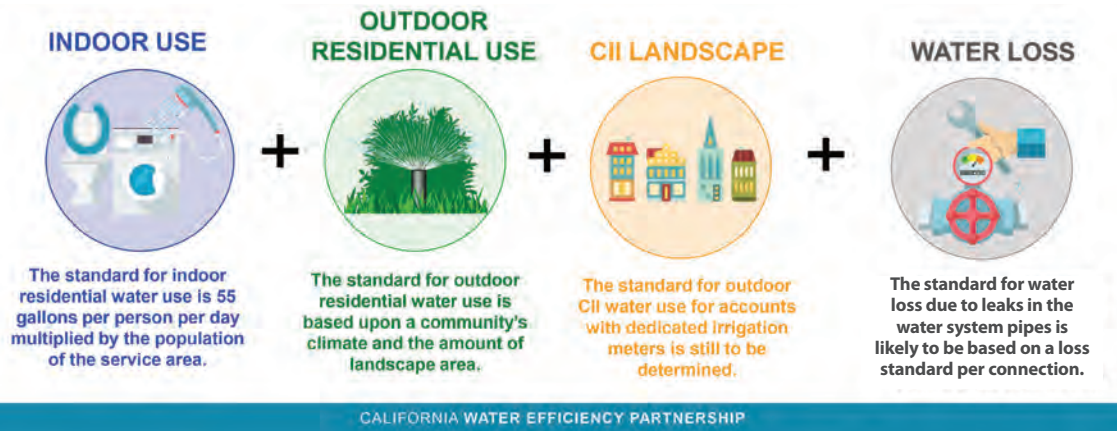 INDOOR USE
The standard for indoor
residential water use is 55
gallons per person per day
multiplied by the population
of the service area.
+
OUTDOOR
RESIDENTIAL USE
The standard for outdoor
residential water use is
based upon a community's
climate and the amount of
landscape area.
+
CII LANDSCAPE
The standard for outdoor
CII water use for accounts
with dedicated irrigation
meters is still to be
determined.
+
WATER LOSS
The standard for water
loss due to leaks in the
water system pipes is
likely to be based on a loss
standard per connection.
CALIFORNIA WATER EFFICIENCY PARTNERSHIP